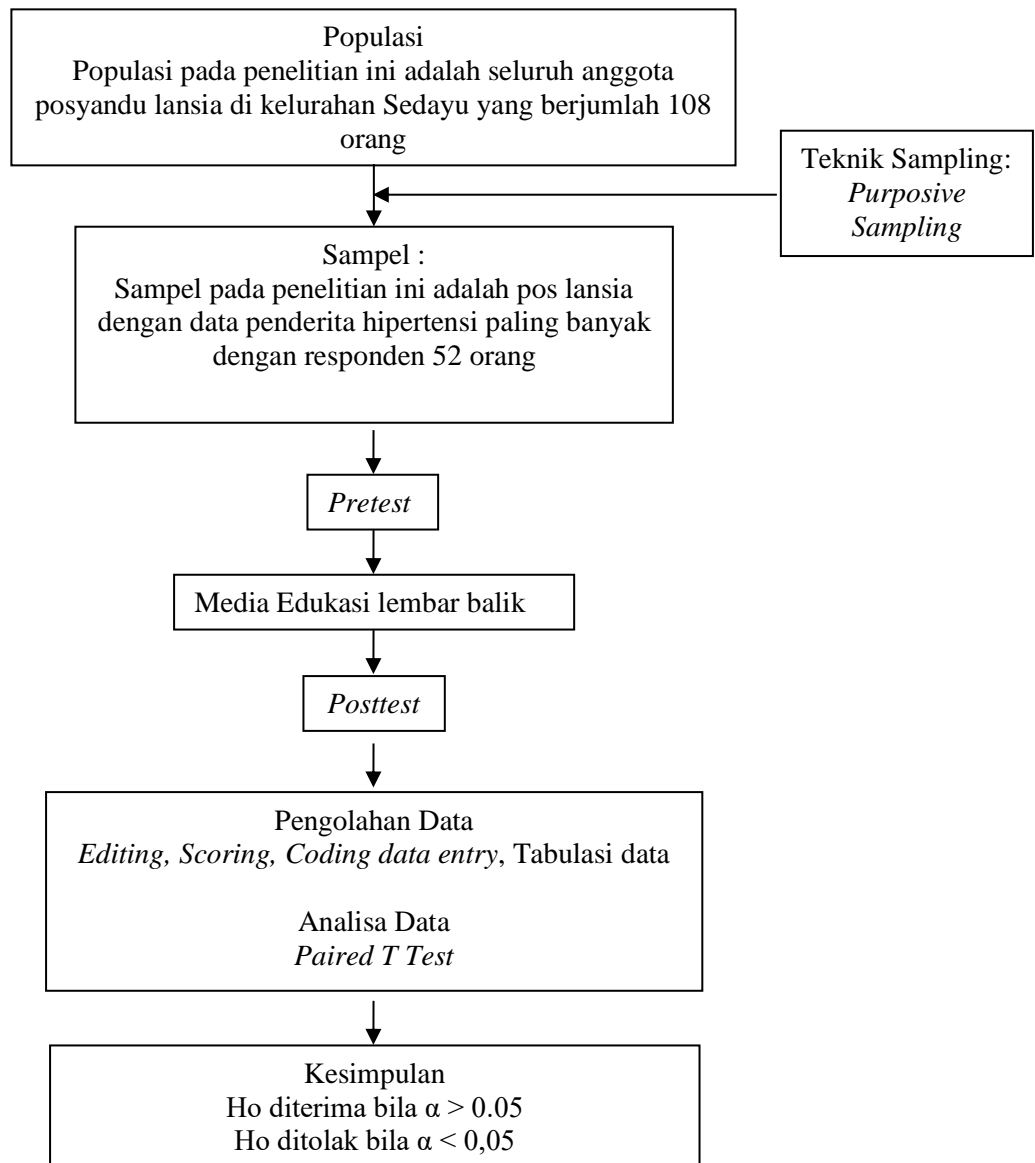 Populasi
Populasi pada penelitian ini adalah seluruh anggota
posyandu lansia di kelurahan Sedayu yang berjumlah 108
orang
Teknik Sampling:
Purposive
Sampling
Sampel :
Sampel pada penelitian ini adalah pos lansia
dengan data penderita hipertensi paling banyak
dengan responden 52 orang
Pretest
Media Edukasi lembar balik
Posttest
Pengolahan Data
Editing, Scoring, Coding data entry, Tabulasi data
Analisa Data
Paired T Test
Kesimpulan
Ho diterima bila α > 0.05
Ho ditolak bila α < 0,05